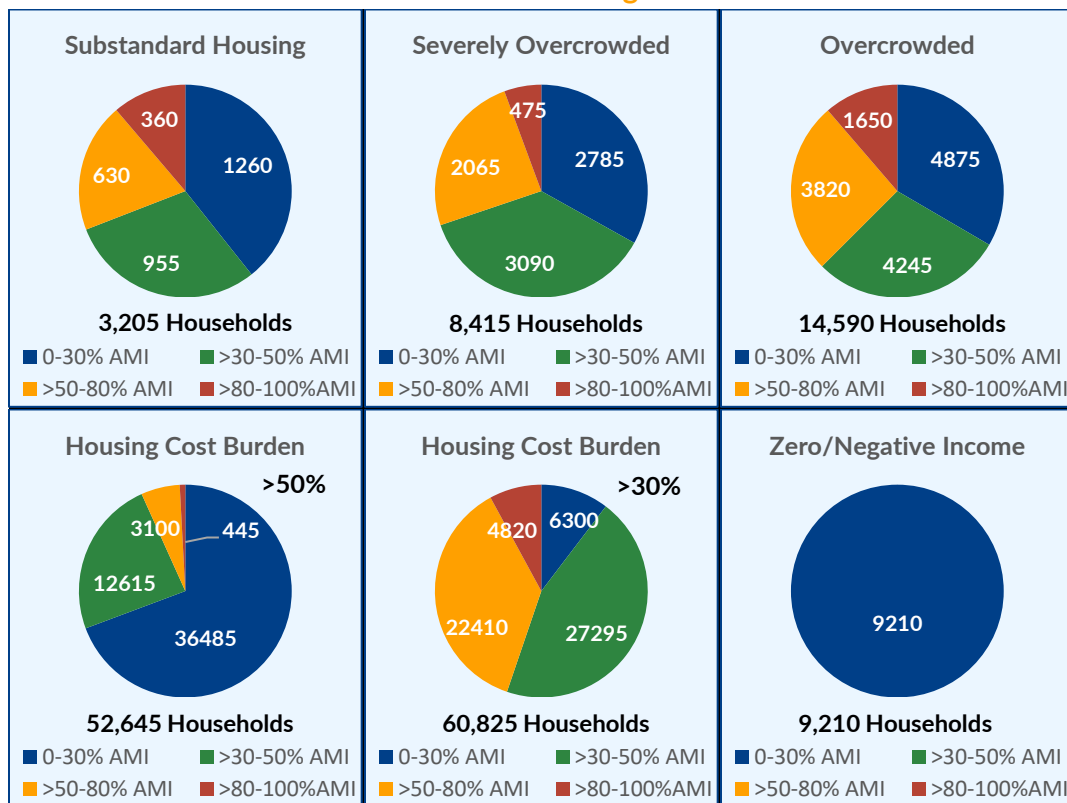 Substandard Housing
360
1260
630
955
3,205 Households
0-30% AMI
>30-50% AMI
>50-80% AMI
>80-100%AMI
Severely Overcrowded
475
2785
2065
3090
8,415 Households
0-30% AMI
>30-50% AMI
>50-80% AMI
>80-100%AMI
Overcrowded
1650
4875
3820
4245
14,590 Households
0-30% AMI
>30-50% AMI
>50-80% AMI
>80-100%AMI
Housing Cost Burden
>50%
3100
445
12615
36485
52,645 Households
0-30% AMI
>30-50% AMI
>50-80% AMI
>80-100%AMI
Housing Cost Burden
>30%
4820
6300
22410
27295
60,825 Households
0-30% AMI
>30-50% AMI
>50-80% AMI
>80-100%AMI
Zero/Negative Income
9210
9,210 Households
0-30% AMI
>30-50% AMI
>50-80% AMI
>80-100%AMI